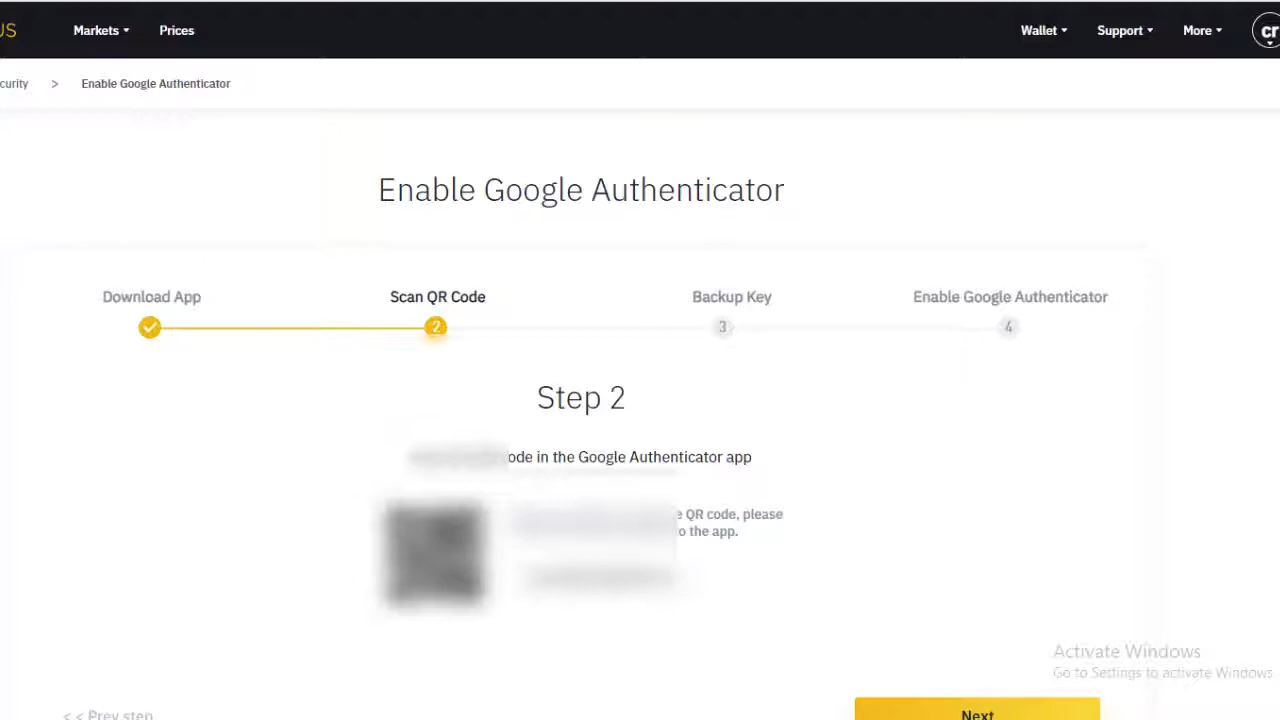 US Markets Prices Wallet Support More cr
curity > Enable Google Authenticator
Enable Google Authenticator
Download App Scan QR Code Backup Key Enable Google Authenticator
2 3 4
Step 2
ode in the Google Authenticator app
e QR code, please
o the app.
Activate Windows
Go to Settings to activate Windows
< < Prev step Next